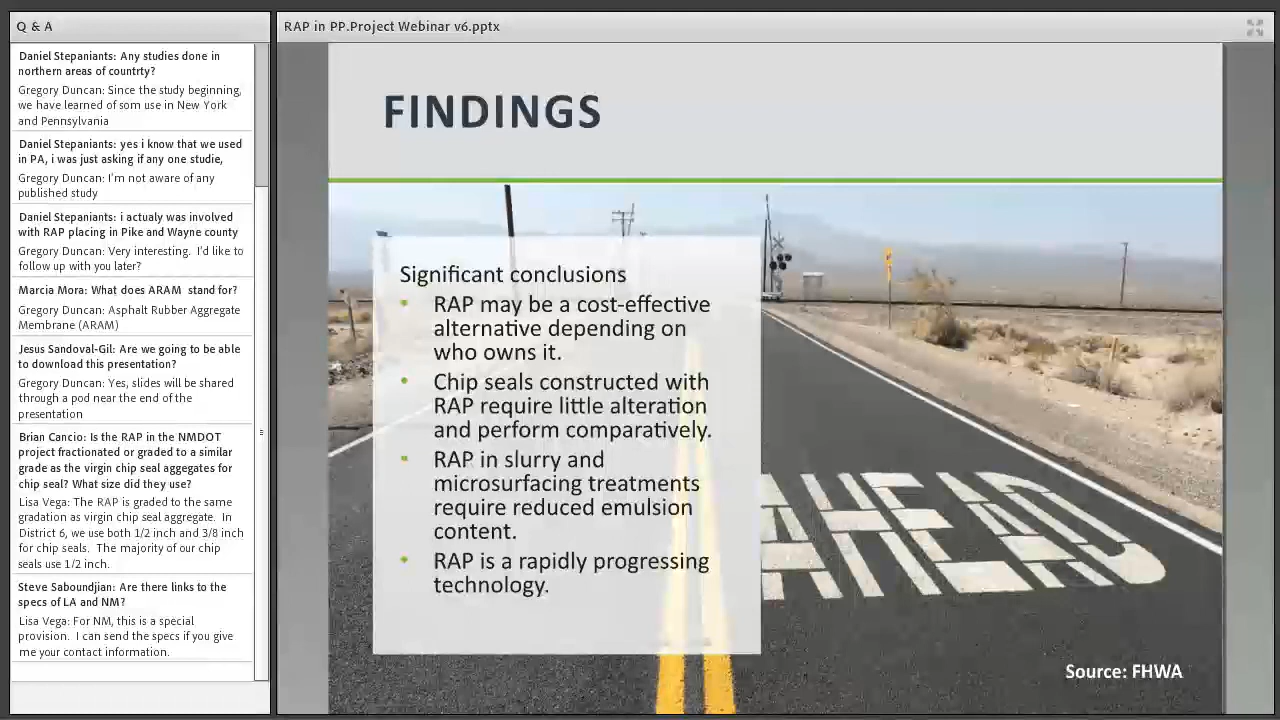 Q & A
Daniel Stepaniants: Any studies done in
northern areas of countrty?
Gregory Duncan: Since the study beginning,
we have learned of som use in New York
and Pennsylvania
Daniel Stepaniants: yes i know that we used
in PA, i was just asking if any one studie,
Gregory Duncan: I'm not aware of any
published study
Daniel Stepaniants: i actualy was involved
with RAP placing in Pike and Wayne county
Gregory Duncan: Very interesting. I'd like to
follow up with you later?
Marcia Mora: What does ARAM stand for?
Gregory Duncan: Asphalt Rubber Aggregate
Membrane (ARAM)
Jesus Sandoval-Gil: Are we going to be able
to download this presentation?
Gregory Duncan: Yes, slides will be shared
through a pod near the end of the
presentation
Brian Cancio: Is the RAP in the NMDOT
project fractionated or graded to a similar
grade as the virgin chip seal aggegates for
chip seal? What size did they use?
Lisa Vega: The RAP is graded to the same
gradation as virgin chip seal aggregate. In
District 6, we use both 1/2 inch and 3/8 inch
for chip seals. The majority of our chip
seals use 1/2 inch.
Steve Saboundjian: Are there links to the
specs of LA and NM?
Lisa Vega: For NM, this is a special
provision. I can send the specs if you give
me your contact information.
RAP in PP.Project Webinar v6.pptx
FINDINGS
Significant conclusions
• RAP may be a cost-effective
alternative depending on
who owns it.
• Chip seals constructed with
RAP require little alteration
and perform comparatively.
• RAP in slurry and
microsurfacing treatments
require reduced emulsion
content.
• RAP is a rapidly progressing
technology.
AHEAD
Source: FHWA